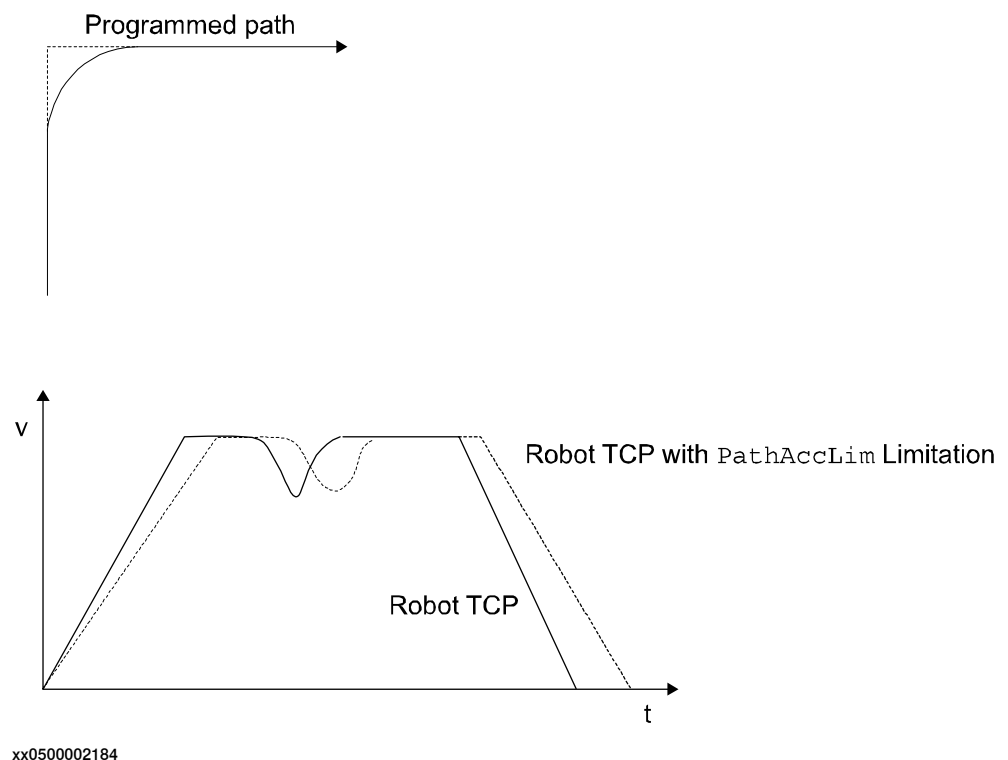 Programmed path
v
Robot TCP with PathAccLim Limitation
Robot TCP
t
xx0500002184